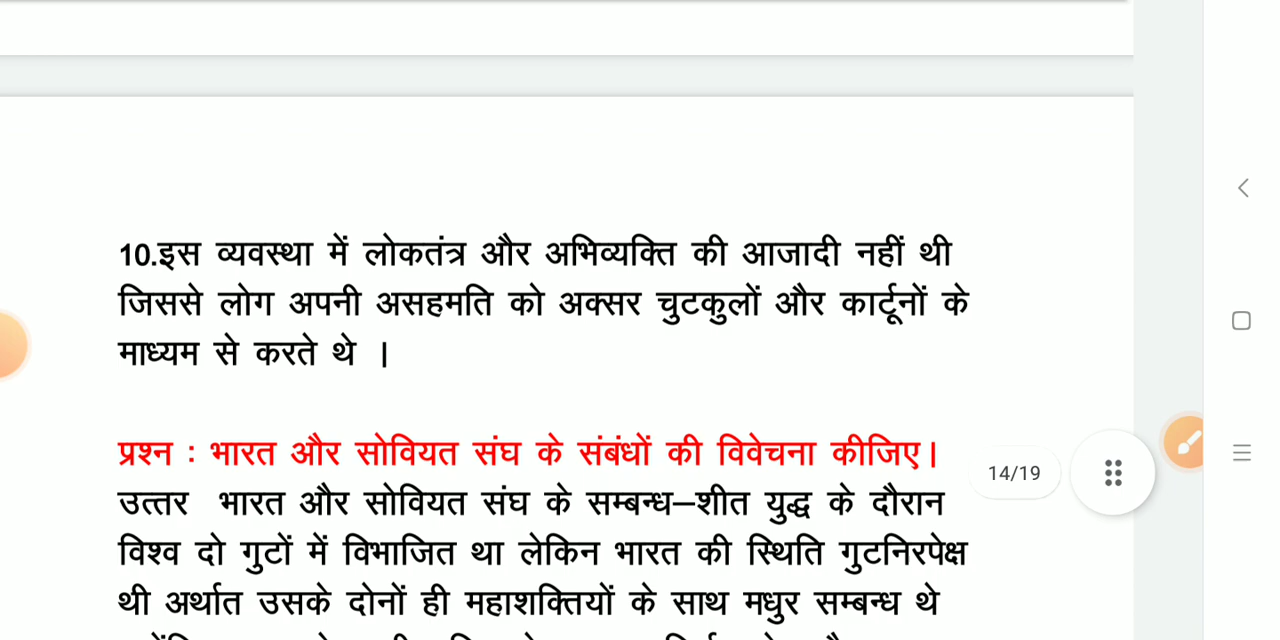 10.इस व्यवस्था में लोकतंत्र और अभिव्यक्ति की आजादी नहीं थी
जिससे लोग अपनी असहमति को अक्सर चुटकुलों और कार्टूनों के
माध्यम से करते थे ।
प्रश्न : भारत और सोवियत संघ के संबंधों की विवेचना कीजिए।
14/19
उत्तर भारत और सोवियत संघ के सम्बन्ध–शीत युद्ध के दौरान
विश्व दो गुटों में विभाजित था लेकिन भारत की स्थिति गुटनिरपेक्ष
थी अर्थात उसके दोनों ही महाशक्तियों के साथ मधुर सम्बन्ध थे